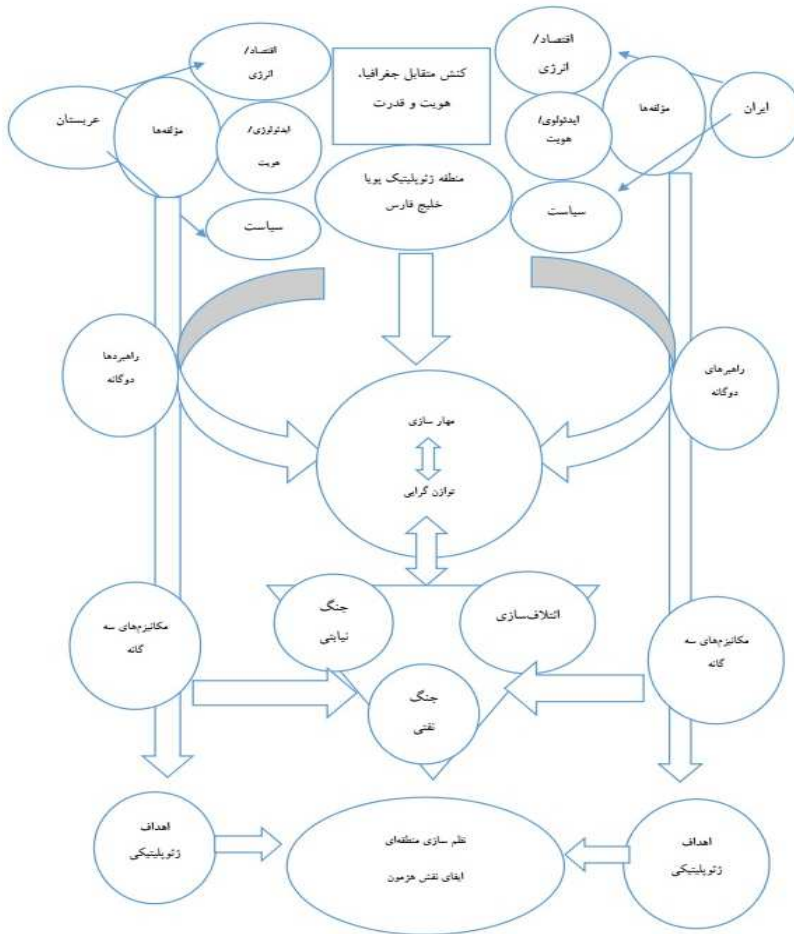 اقتصاد/
انرژی
کنش متقابل جغرافیا،
هویت و قدرت
اقتصاد/
انرژی
ایران
مؤلفه‌ها
ایدئولوی/
هویت
مؤلفه‌ها
عربستان
ایدئولوژی/
هویت
منطقه ژئوپلیتیک پویا
خلیج فارس
سیاست
سیاست
راهبرهای
دوگانه
راهبردها
دوگانه
مهار سازی
توازن گرایی
ائتلاف‌سازی
جنگ
نیابتی
مکانیزم‌های سه
گانه
مکانیزم‌های سه
گانه
جنگ
نفتی
اهداف
ژئوپلیتیکی
نظم سازی منطقه‌ای
ایفای نقش هژمون
اهداف
ژئوپلیتیکی